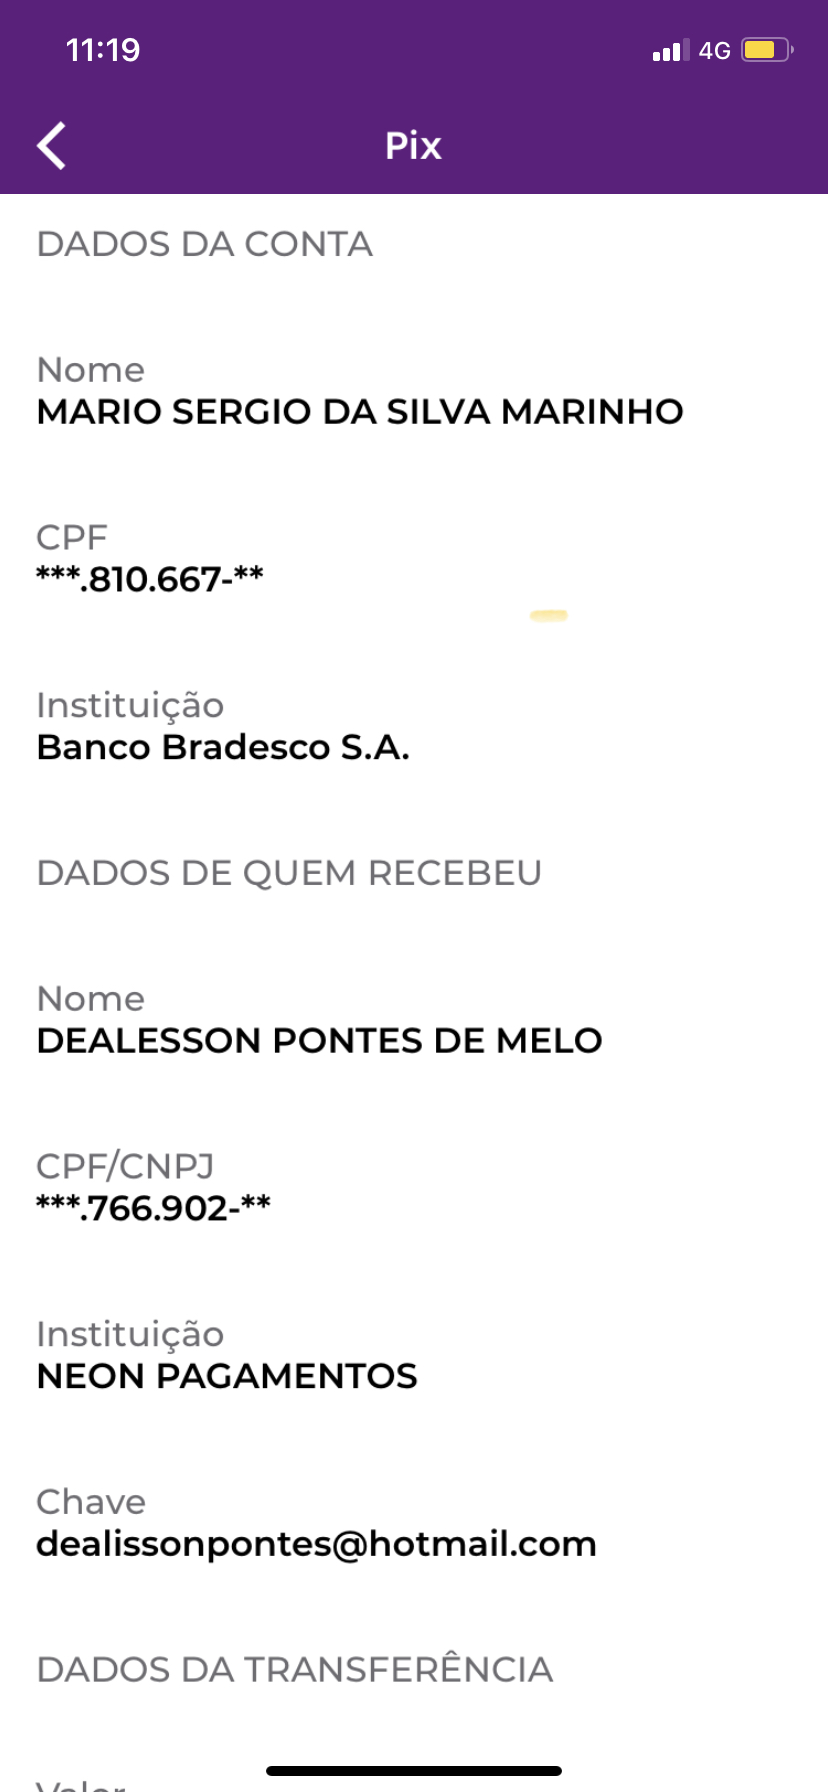 11:19
4G
Pix
DADOS DA CONTA
Nome
MARIO SERGIO DA SILVA MARINHO
CPF
***.810.667-**
Instituição
Banco Bradesco S.A.
DADOS DE QUEM RECEBEU
Nome
DEALESSON PONTES DE MELO
CPF/CNPJ
***.766.902-**
Instituição
NEON PAGAMENTOS
Chave
dealissonpontes@hotmail.com
DADOS DA TRANSFERÊNCIA
Valor